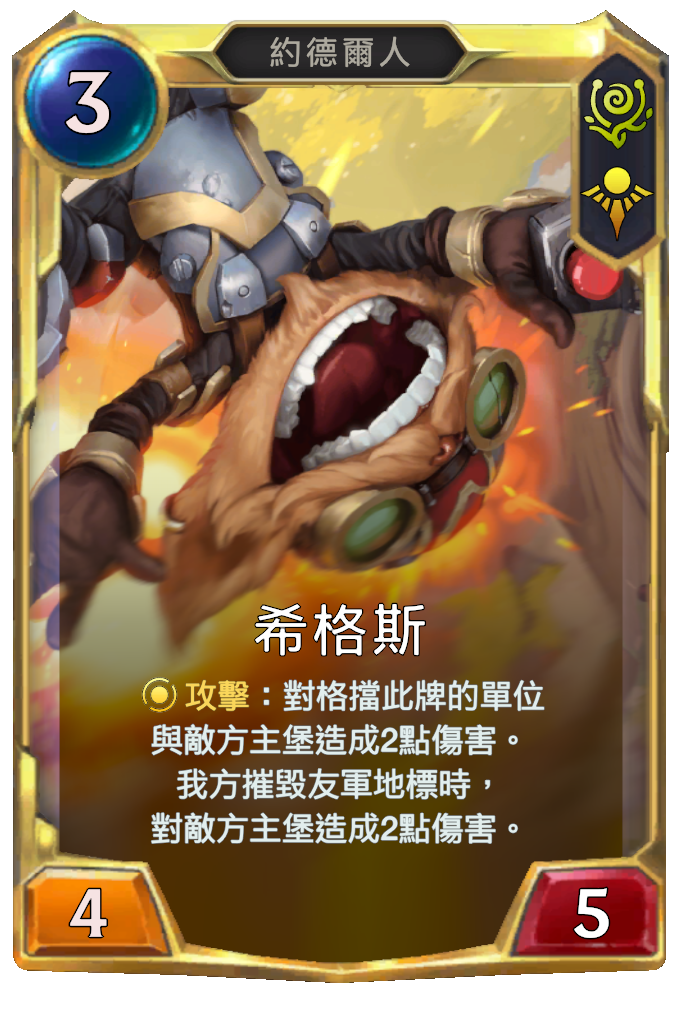 約德爾人
3
希格斯
攻擊：對格擋此牌的單位
與敵方主堡造成2點傷害。
我方摧毀友軍地標時，
對敵方主堡造成2點傷害。
4
5